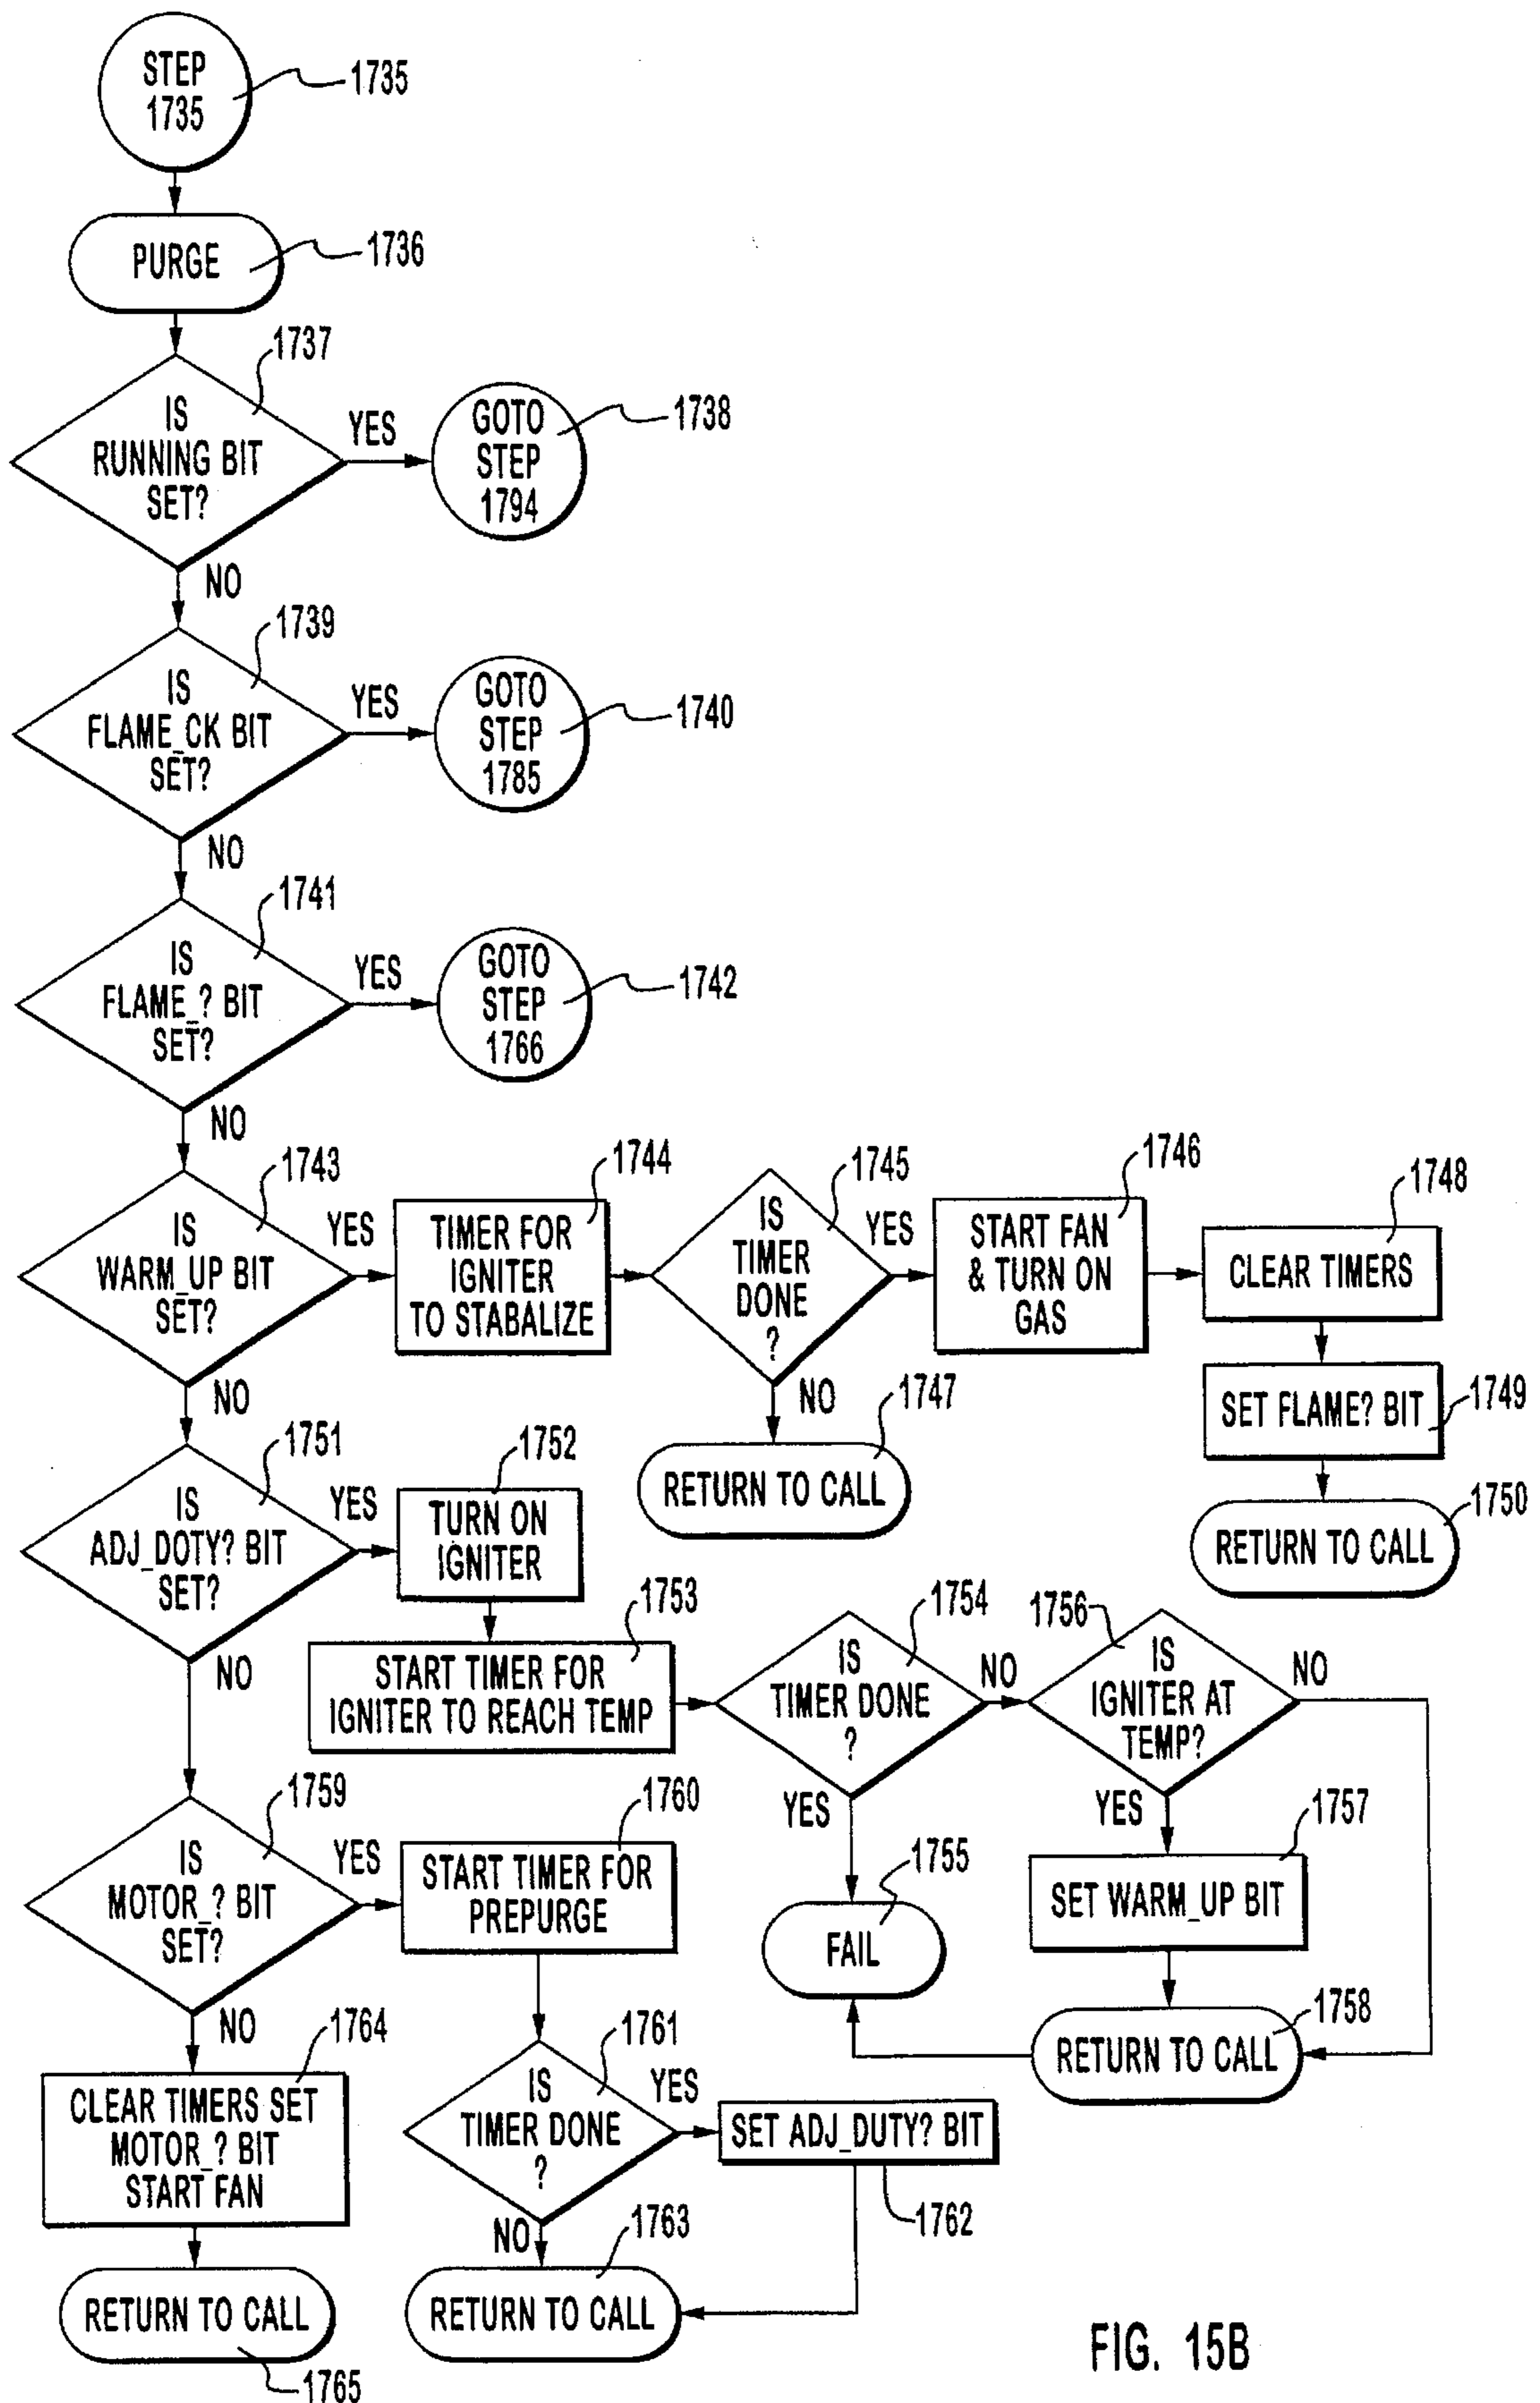 STEP
1735
1735
PURGE
1736
1737
IS
RUNNING BIT
SET?
YES
GOTO
STEP
1794
1738
NO
1739
IS
FLAME_CK BIT
SET?
YES
GOTO
STEP
1785
1740
NO
1741
IS
FLAME_? BIT
SET?
YES
GOTO
STEP
1766
1742
NO
1743
IS
WARM_UP BIT
SET?
YES
1744
TIMER FOR
IGNITER
TO STABALIZE
1745
IS
TIMER
DONE
?
YES
1746
START FAN
& TURN ON
GAS
1748
CLEAR TIMERS
NO
1747
RETURN TO CALL
SET FLAME? BIT
1749
1750
RETURN TO CALL
NO
1751
IS
ADJ_DOTY? BIT
SET?
YES
1752
TURN ON
IGNITER
1753
START TIMER FOR
IGNITER TO REACH TEMP
1754
IS
TIMER DONE
?
NO
1756
IS
IGNITER AT
TEMP?
NO
YES
1755
FAIL
YES
1757
SET WARM_UP BIT
1758
RETURN TO CALL
NO
1759
IS
MOTOR_? BIT
SET?
YES
1760
START TIMER FOR
PREPURGE
1761
IS
TIMER DONE
?
YES
SET ADJ_DUTY? BIT
1762
NO
1763
RETURN TO CALL
NO
1764
CLEAR TIMERS SET
MOTOR_? BIT
START FAN
RETURN TO CALL
1765
FIG. 15B